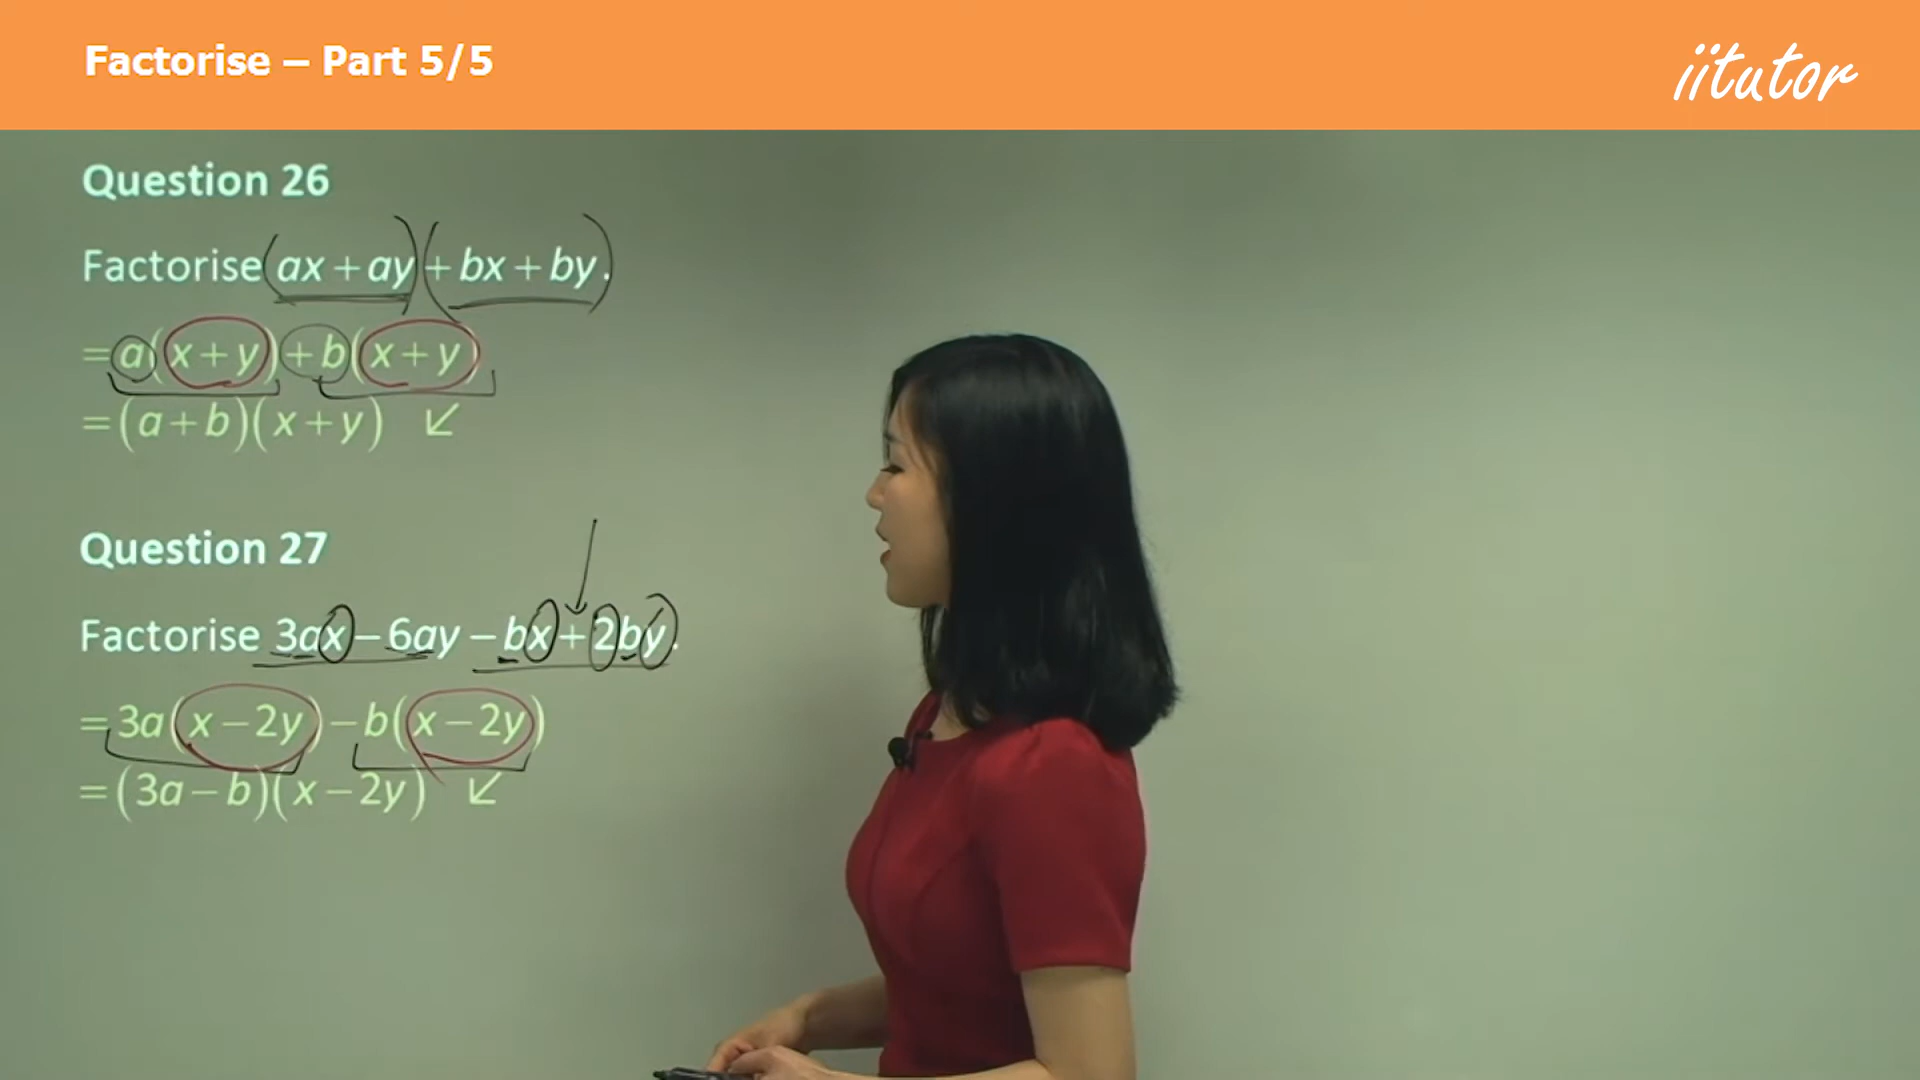 Factorise – Part 5/5
iitutor
Question 26
Factorise (ax + ay)(+ bx + by).
= a(x + y) + b(x + y)
= (a + b)(x + y) ↙
Question 27
Factorise 3ax − 6ay − bx + 2by.
= 3a(x − 2y) − b(x − 2y)
= (3a − b)(x − 2y) ↙